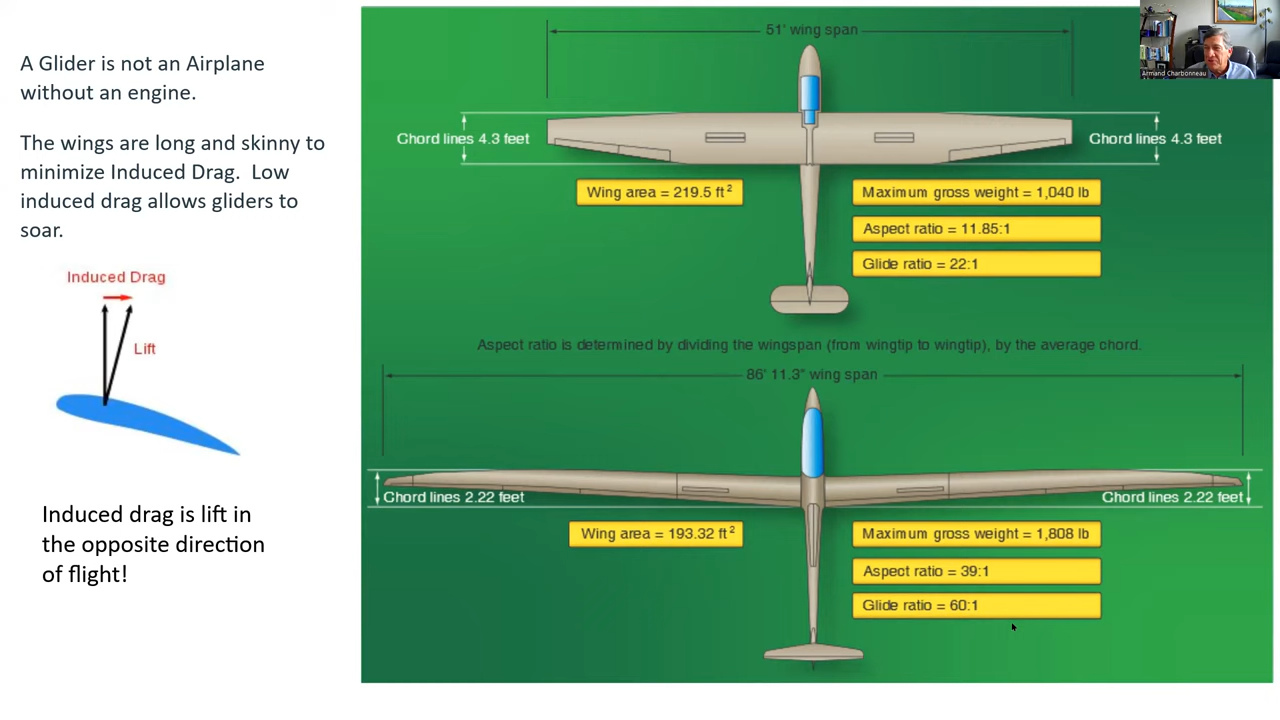 A Glider is not an Airplane
without an engine.
The wings are long and skinny to
minimize Induced Drag.  Low
induced drag allows gliders to
soar.
Induced Drag
Lift
Induced drag is lift in
the opposite direction
of flight!
51' wing span
Chord lines 4.3 feet
Chord lines 4.3 feet
Wing area = 219.5 ft²
Maximum gross weight = 1,040 lb
Aspect ratio = 11.85:1
Glide ratio = 22:1
Aspect ratio is determined by dividing the wingspan (from wingtip to wingtip), by the average chord.
86' 11.3" wing span
Chord lines 2.22 feet
Chord lines 2.22 feet
Wing area = 193.32 ft²
Maximum gross weight = 1,808 lb
Aspect ratio = 39:1
Glide ratio = 60:1
Armand Charbonneau